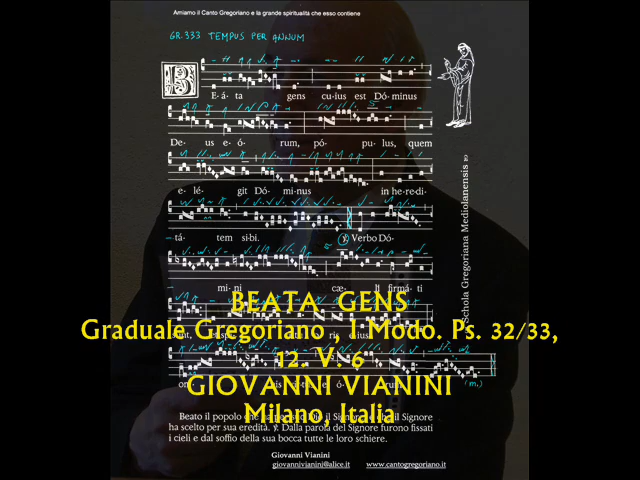 Amiamo il Canto Gregoriano e la grande spiritualità che esso contiene
GR.333 TEMPUS PER ANNUM
B
E-á- ta gens cu-ius est Dó-minus
De- us e-ó- rum, pó- pu- lus, quem
e- lé- git Dó- mi-nus in he-re-di-
- tá- tem si-bi. ℣. Verbo Dó-
- mi-ni cæ- li firmá- ti
BEATA GENS
Graduale Gregoriano , I Modo. Ps. 32/33,
12. V. 6
GIOVANNI VIANINI
Milano, Italia
(m.)
Schola Gregoriana Mediolanensis
Beato il popolo che il Signore
ha scelto per sua eredità. ℣. Dalla parola del Signore furono fissati
i cieli e dal soffio della sua bocca tutte le loro schiere.
Giovanni Vianini
giovannivianini@alice.it www.cantogregoriano.it